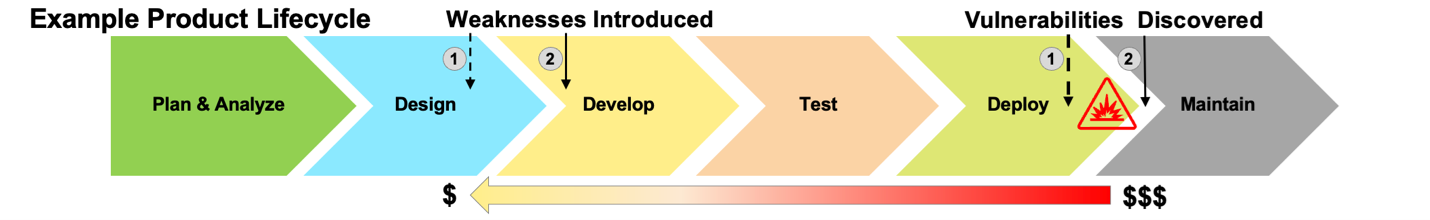 Example Product Lifecycle
Weaknesses Introduced
Vulnerabilities Discovered
1
2
1
2
Plan & Analyze
Design
Develop
Test
Deploy
Maintain
$
$$$